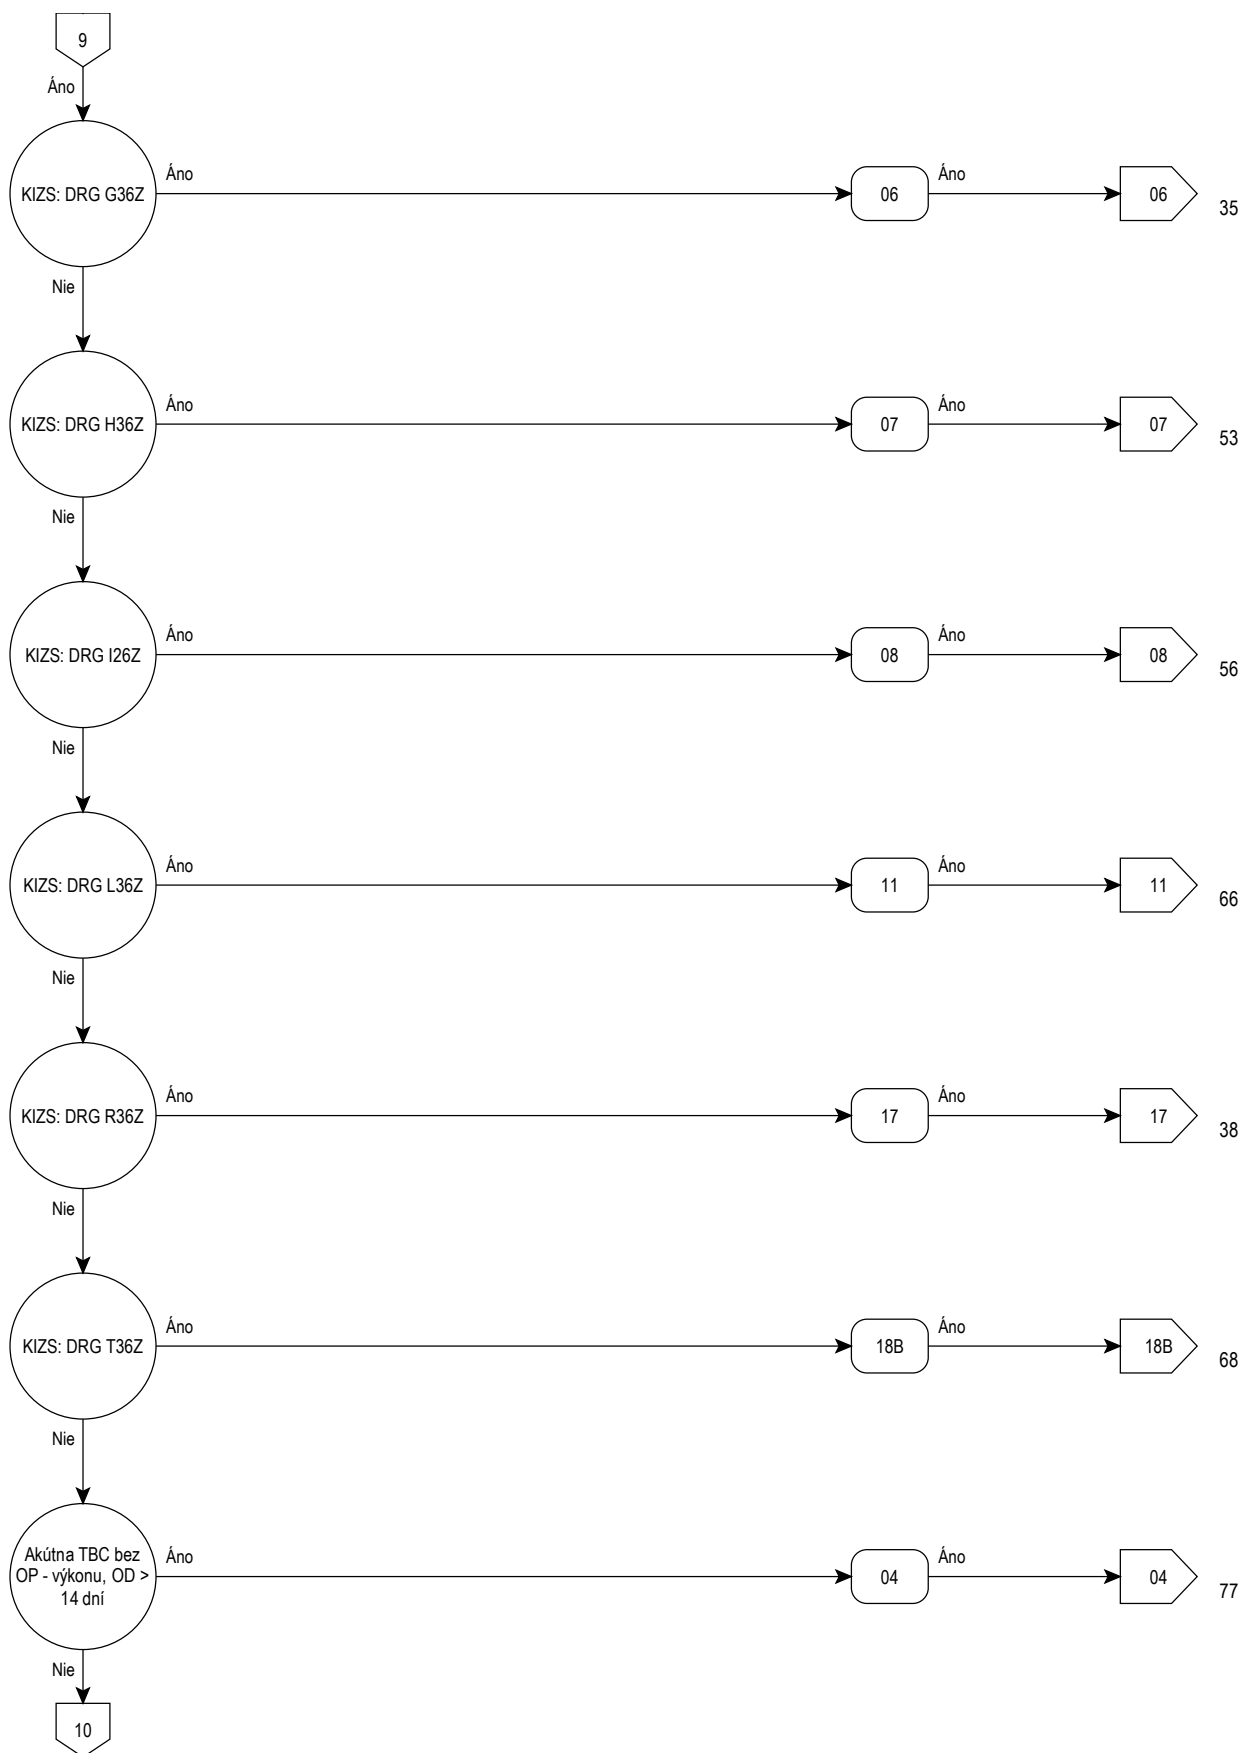 9
Áno
KIZS: DRG G36Z
Áno
06
Áno
06
35
Nie
KIZS: DRG H36Z
Áno
07
Áno
07
53
Nie
KIZS: DRG I26Z
Áno
08
Áno
08
56
Nie
KIZS: DRG L36Z
Áno
11
Áno
11
66
Nie
KIZS: DRG R36Z
Áno
17
Áno
17
38
Nie
KIZS: DRG T36Z
Áno
18B
Áno
18B
68
Nie
Akútna TBC bez
OP - výkonu, OD >
14 dní
Áno
04
Áno
04
77
Nie
10